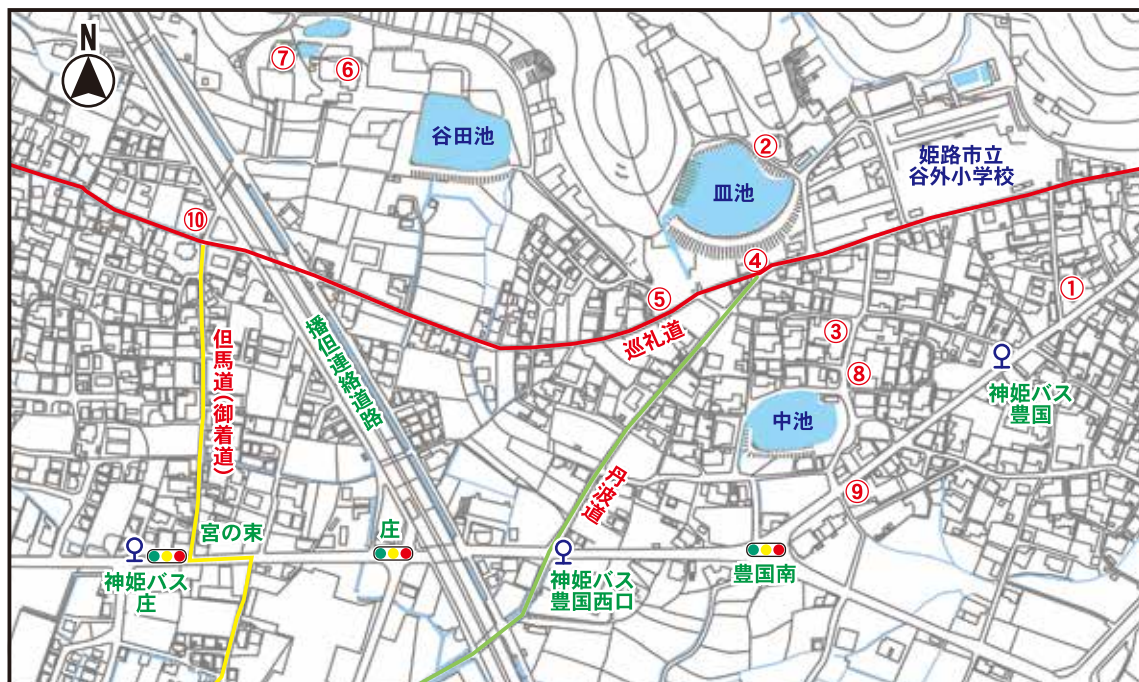 N
⑦
⑥
谷田池
②
姫路市立
谷外小学校
皿池
⑩
④
①
⑤
巡礼道
③
播但連絡道路
但馬道(御着道)
神姫バス
豊国
⑧
中池
丹波道
⑨
宮の東
庄
神姫バス
庄
神姫バス
豊国西口
豊国南